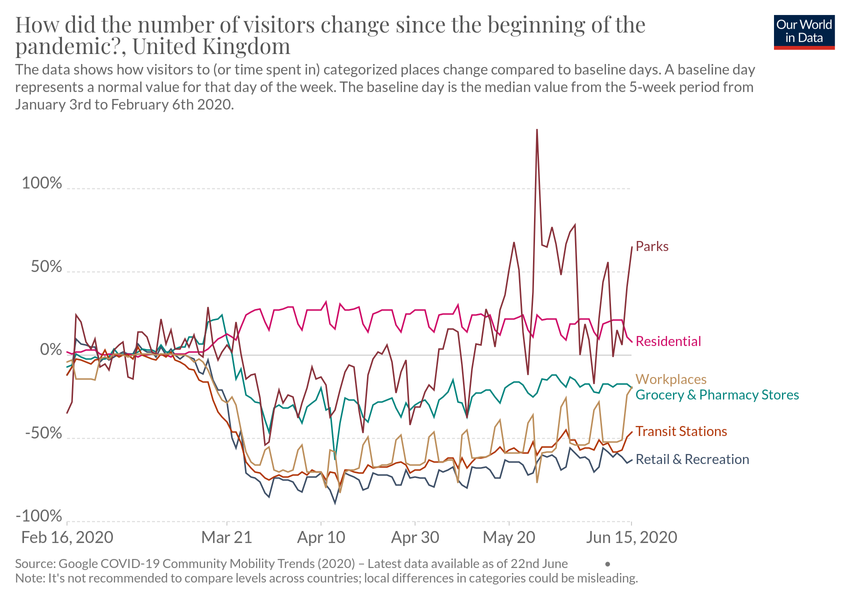 How did the number of visitors change since the beginning of the
pandemic?, United Kingdom
Our World
in Data
The data shows how visitors to (or time spent in) categorized places change compared to baseline days. A baseline day
represents a normal value for that day of the week. The baseline day is the median value from the 5-week period from
January 3rd to February 6th 2020.
100%
50%
0%
-50%
-100%
Parks
Residential
Workplaces
Grocery & Pharmacy Stores
Transit Stations
Retail & Recreation
Feb 16, 2020
Mar 21
Apr 10
Apr 30
May 20
Jun 15, 2020
Source: Google COVID-19 Community Mobility Trends (2020) – Latest data available as of 22nd June •
Note: It's not recommended to compare levels across countries; local differences in categories could be misleading.